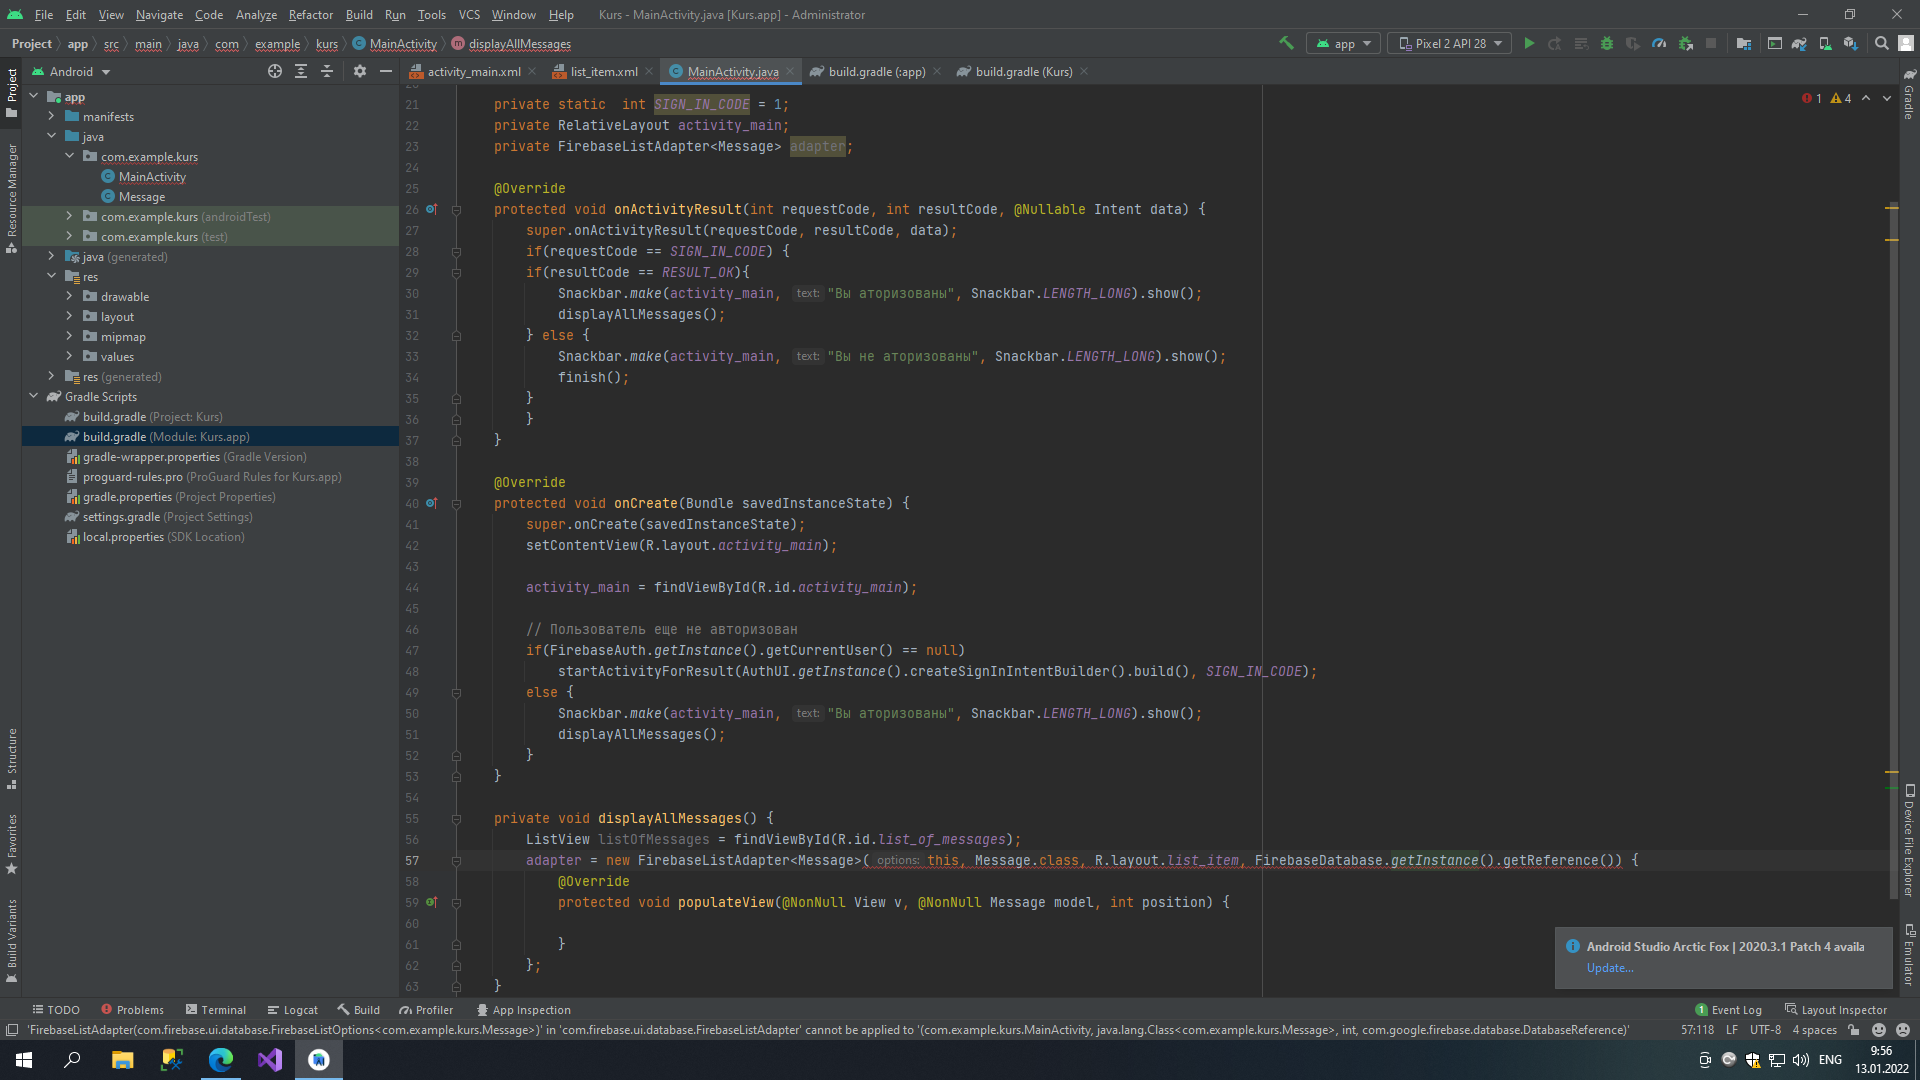 File Edit View Navigate Code Analyze Refactor Build Run Tools VCS Window Help Kurs - MainActivity.java [Kurs.app] - Administrator
Project app src main java com example kurs MainActivity displayAllMessages app Pixel 2 API 28
Android
activity_main.xml list_item.xml MainActivity.java build.gradle (:app) build.gradle (Kurs)
Project
Resource Manager
Structure
Favorites
Build Variants
app
manifests
java
com.example.kurs
MainActivity
Message
com.example.kurs (androidTest)
com.example.kurs (test)
java (generated)
res
drawable
layout
mipmap
values
res (generated)
Gradle Scripts
build.gradle (Project: Kurs)
build.gradle (Module: Kurs.app)
gradle-wrapper.properties (Gradle Version)
proguard-rules.pro (ProGuard Rules for Kurs.app)
gradle.properties (Project Properties)
settings.gradle (Project Settings)
local.properties (SDK Location)
1 4
21 private static  int SIGN_IN_CODE = 1;
22 private RelativeLayout activity_main;
23 private FirebaseListAdapter<Message> adapter;
24
25 @Override
26 protected void onActivityResult(int requestCode, int resultCode, @Nullable Intent data) {
27 super.onActivityResult(requestCode, resultCode, data);
28 if(requestCode == SIGN_IN_CODE) {
29 if(resultCode == RESULT_OK){
30 Snackbar.make(activity_main, text: "Вы аторизованы", Snackbar.LENGTH_LONG).show();
31 displayAllMessages();
32 } else {
33 Snackbar.make(activity_main, text: "Вы не аторизованы", Snackbar.LENGTH_LONG).show();
34 finish();
35 }
36 }
37 }
38
39 @Override
40 protected void onCreate(Bundle savedInstanceState) {
41 super.onCreate(savedInstanceState);
42 setContentView(R.layout.activity_main);
43
44 activity_main = findViewById(R.id.activity_main);
45
46 // Пользователь еще не авторизован
47 if(FirebaseAuth.getInstance().getCurrentUser() == null)
48 startActivityForResult(AuthUI.getInstance().createSignInIntentBuilder().build(), SIGN_IN_CODE);
49 else {
50 Snackbar.make(activity_main, text: "Вы аторизованы", Snackbar.LENGTH_LONG).show();
51 displayAllMessages();
52 }
53 }
54
55 private void displayAllMessages() {
56 ListView listOfMessages = findViewById(R.id.list_of_messages);
57 adapter = new FirebaseListAdapter<Message>( options: this, Message.class, R.layout.list_item, FirebaseDatabase.getInstance().getReference()) {
58 @Override
59 protected void populateView(@NonNull View v, @NonNull Message model, int position) {
60
61 }
62 };
63 }
Gradle
Device File Explorer
Emulator
Android Studio Arctic Fox | 2020.3.1 Patch 4 availa
Update...
TODO Problems Terminal Logcat Build Profiler App Inspection 1 Event Log Layout Inspector
'FirebaseListAdapter(com.firebase.ui.database.FirebaseListOptions<com.example.kurs.Message>)' in 'com.firebase.ui.database.FirebaseListAdapter' cannot be applied to '(com.example.kurs.MainActivity, java.lang.Class<com.example.kurs.Message>, int, com.google.firebase.database.DatabaseReference)' 57:118 LF UTF-8 4 spaces
ENG 9:56
13.01.2022